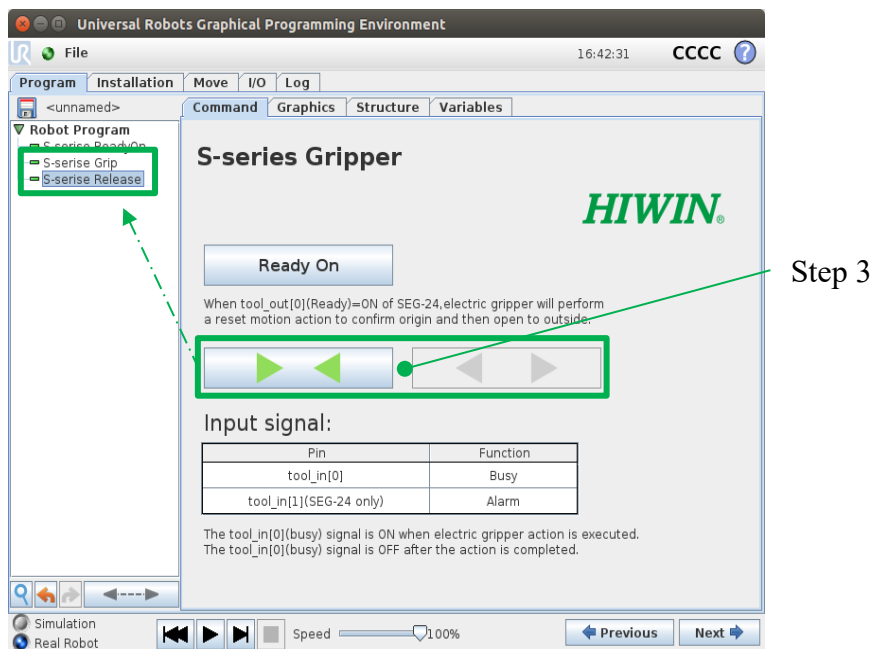 Universal Robots Graphical Programming Environment
File
16:42:31
CCCC
?
Program Installation Move I/O Log
<unnamed>
Command Graphics Structure Variables
Robot Program
S-serise ReadyOn
S-serise Grip
S-serise Release
S-series Gripper
HIWIN®
Ready On
Step 3
When tool_out[0](Ready)=ON of SEG-24,electric gripper will perform
a reset motion action to confirm origin and then open to outside.
Input signal:
Pin Function
tool_in[0] Busy
tool_in[1](SEG-24 only) Alarm
The tool_in[0](busy) signal is ON when electric gripper action is executed.
The tool_in[0](busy) signal is OFF after the action is completed.
Simulation
Real Robot
Speed 100%
Previous Next